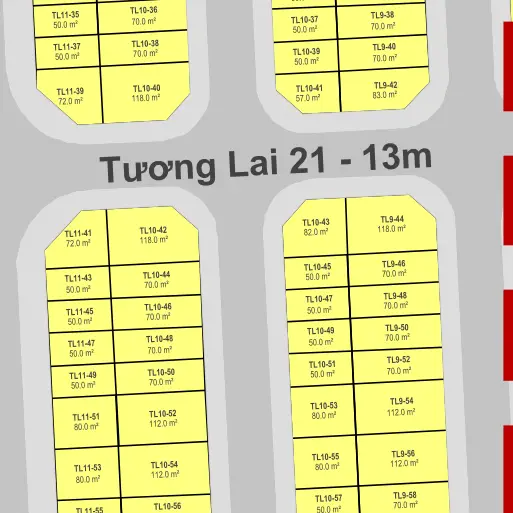 TL11-35
50.0 m²
TL10-36
70.0 m²
TL11-37
50.0 m²
TL10-38
70.0 m²
TL11-39
72.0 m²
TL10-40
118.0 m²
TL10-37
50.0 m²
TL9-38
70.0 m²
TL10-39
50.0 m²
TL9-40
70.0 m²
TL10-41
57.0 m²
TL9-42
83.0 m²
Tương Lai 21 - 13m
TL11-41
72.0 m²
TL10-42
118.0 m²
TL11-43
50.0 m²
TL10-44
70.0 m²
TL11-45
50.0 m²
TL10-46
70.0 m²
TL11-47
50.0 m²
TL10-48
70.0 m²
TL11-49
50.0 m²
TL10-50
70.0 m²
TL11-51
80.0 m²
TL10-52
112.0 m²
TL11-53
80.0 m²
TL10-54
112.0 m²
TL11-55
TL10-56
TL10-43
82.0 m²
TL9-44
118.0 m²
TL10-45
50.0 m²
TL9-46
70.0 m²
TL10-47
50.0 m²
TL9-48
70.0 m²
TL10-49
50.0 m²
TL9-50
70.0 m²
TL10-51
50.0 m²
TL9-52
70.0 m²
TL10-53
80.0 m²
TL9-54
112.0 m²
TL10-55
80.0 m²
TL9-56
112.0 m²
TL10-57
50.0 m²
TL9-58
70.0 m²